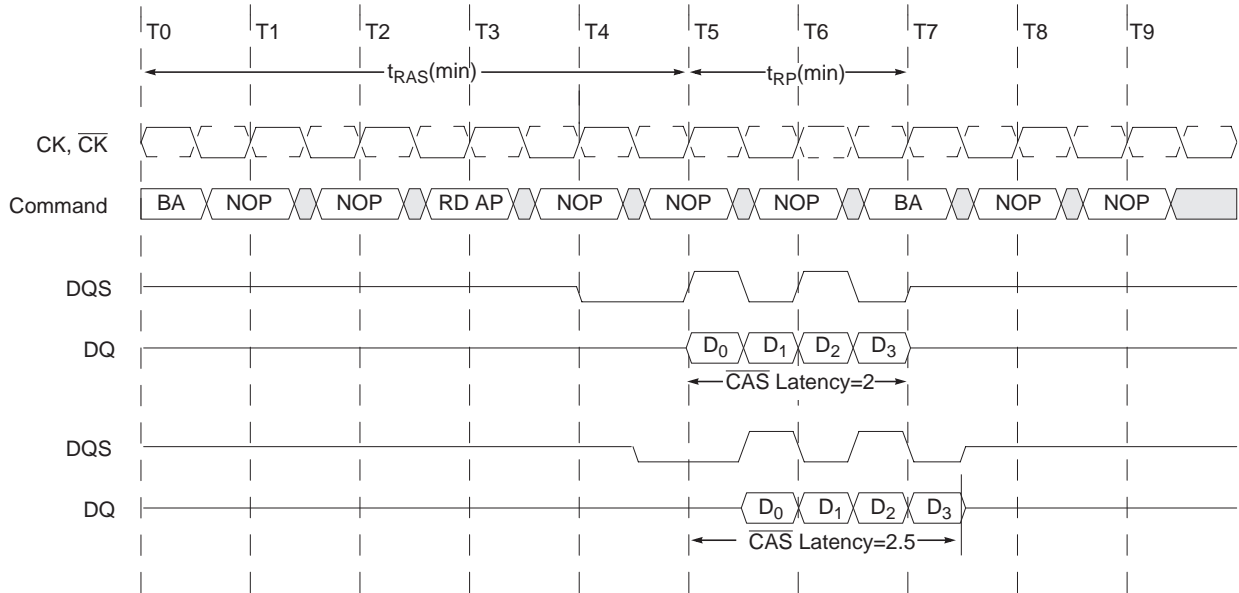 T0 T1 T2 T3 T4 T5 T6 T7 T8 T9
tRAS(min) tRP(min)
CK, CK
Command BA NOP NOP RD AP NOP NOP NOP BA NOP NOP
DQS
DQ D0 D1 D2 D3
CAS Latency=2
DQS
DQ D0 D1 D2 D3
CAS Latency=2.5